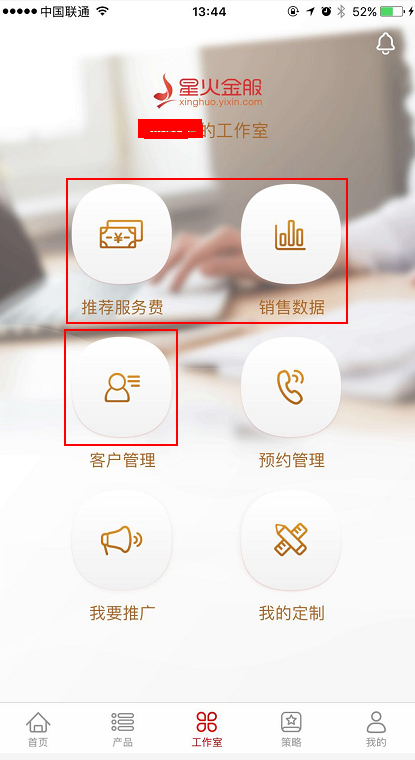 中国联通 13:44 52%
星火金服
xinghuo.yixin.com
的工作室
推荐服务费 销售数据
客户管理 预约管理
我要推广 我的定制
首页 产品 工作室 策略 我的